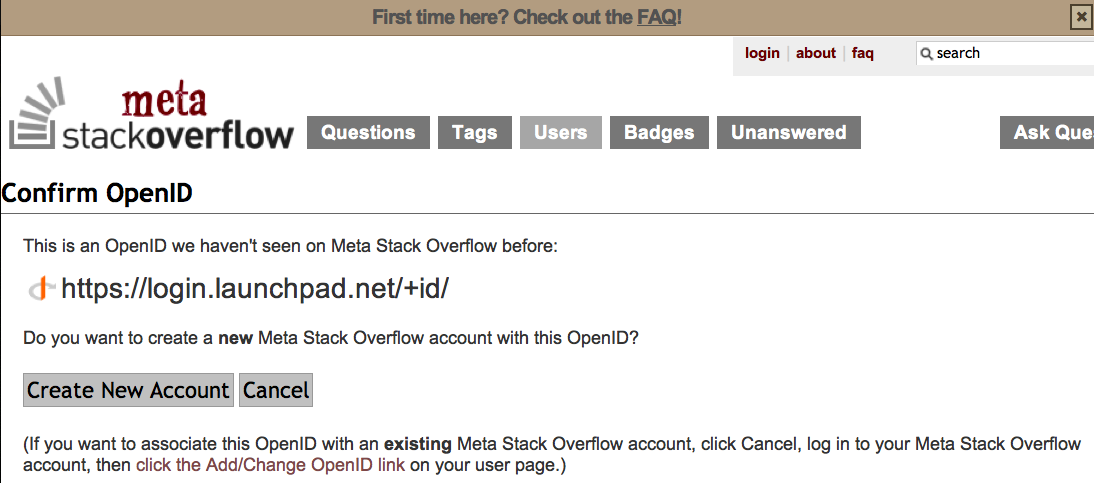 First time here? Check out the FAQ!
login about faq search
meta
stackoverflow Questions Tags Users Badges Unanswered Ask Que
Confirm OpenID
This is an OpenID we haven't seen on Meta Stack Overflow before:
https://login.launchpad.net/+id/
Do you want to create a new Meta Stack Overflow account with this OpenID?
Create New Account Cancel
(If you want to associate this OpenID with an existing Meta Stack Overflow account, click Cancel, log in to your Meta Stack Overflow
account, then click the Add/Change OpenID link on your user page.)